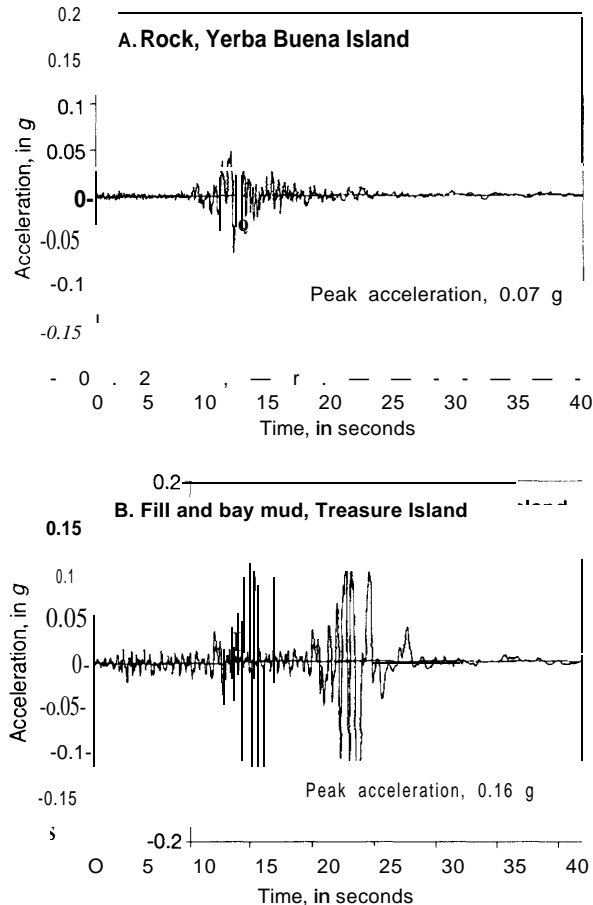 0.2
A. Rock, Yerba Buena Island
0.15
0.1
0.05
0-
-0.05
-0.1
-0.15
Acceleration, in g
Peak acceleration, 0.07 g
- 0 . 2 , — r . — — - - — — -
0 5 10 15 20 25 30 35 40
Time, in seconds
0.2
B. Fill and bay mud, Treasure Island
0.15
0.1
0.05
0-
-0.05-
-0.1-
-0.15
Acceleration, in g
Peak acceleration, 0.16 g
-0.2
O 5 10 15 20 25 30 35 40
Time, in seconds